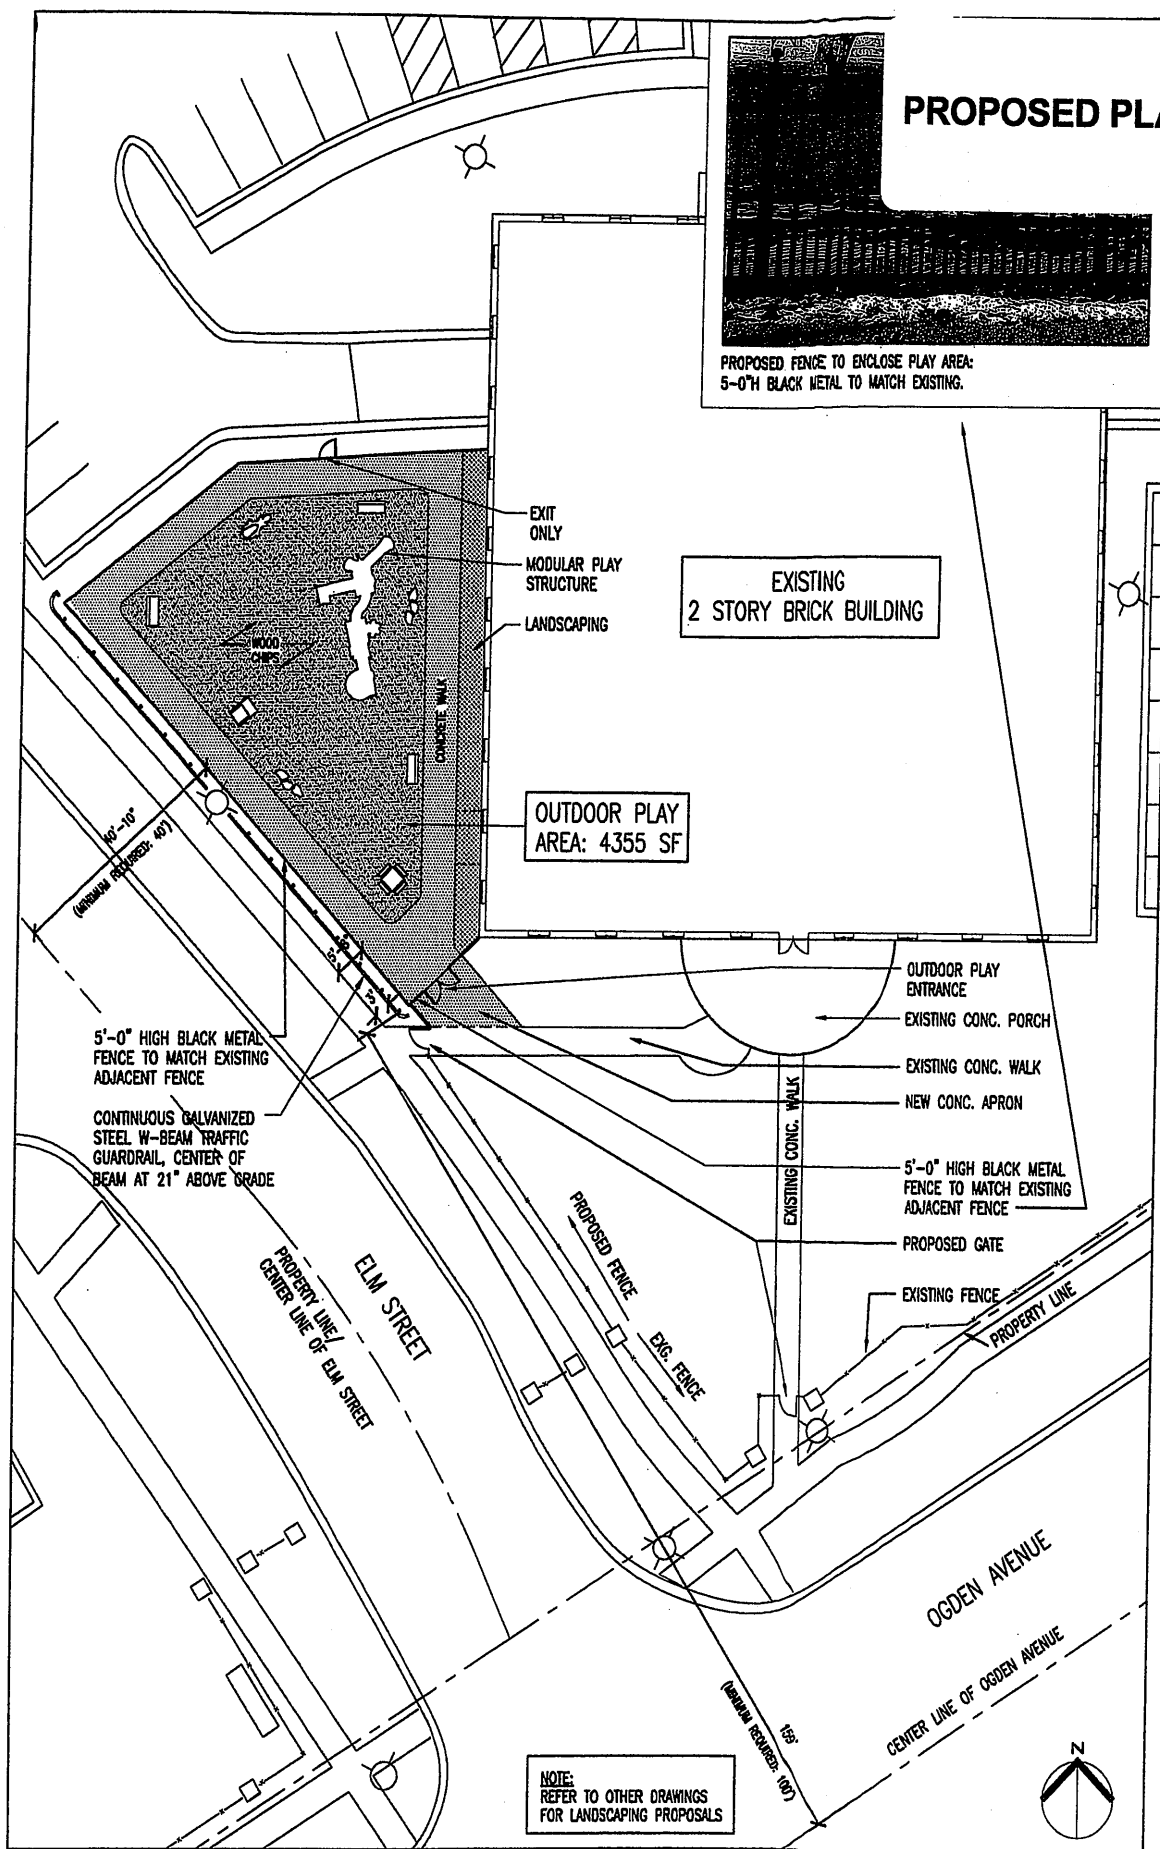 PROPOSED PLA
PROPOSED FENCE TO ENCLOSE PLAY AREA:
5-0"H BLACK METAL TO MATCH EXISTING.
EXIT
ONLY
MODULAR PLAY
STRUCTURE
LANDSCAPING
EXISTING
2 STORY BRICK BUILDING
WOOD
CHIPS
CONCRETE WALK
OUTDOOR PLAY
AREA: 4355 SF
40'-10"
(MINIMUM REQUIRED: 40')
OUTDOOR PLAY
ENTRANCE
EXISTING CONC. PORCH
EXISTING CONC. WALK
NEW CONC. APRON
5'-0" HIGH BLACK METAL
FENCE TO MATCH EXISTING
ADJACENT FENCE
PROPOSED GATE
EXISTING FENCE
PROPERTY LINE
5'-0" HIGH BLACK METAL
FENCE TO MATCH EXISTING
ADJACENT FENCE
CONTINUOUS GALVANIZED
STEEL W-BEAM TRAFFIC
GUARDRAIL, CENTER OF
BEAM AT 21" ABOVE GRADE
EXISTING CONC. WALK
PROPOSED FENCE
EXG. FENCE
ELM STREET
PROPERTY LINE/
CENTER LINE OF ELM STREET
OGDEN AVENUE
CENTER LINE OF OGDEN AVENUE
159'
(MINIMUM REQUIRED: 100')
NOTE:
REFER TO OTHER DRAWINGS
FOR LANDSCAPING PROPOSALS
N